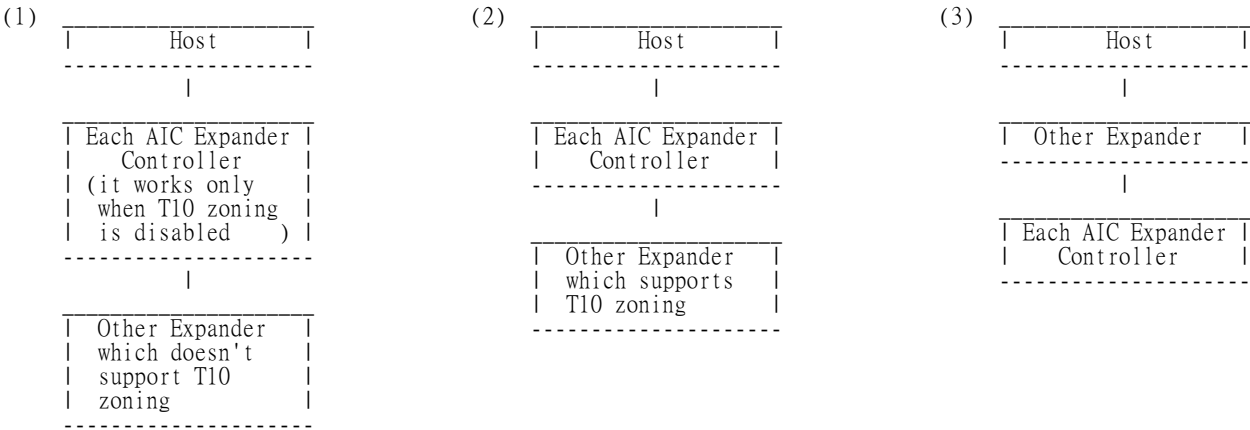 (1)
Host
Each AIC Expander
Controller
(it works only
when T10 zoning
is disabled )
Other Expander
which doesn't
support T10
zoning
(2)
Host
Each AIC Expander
Controller
Other Expander
which supports
T10 zoning
(3)
Host
Other Expander
Each AIC Expander
Controller